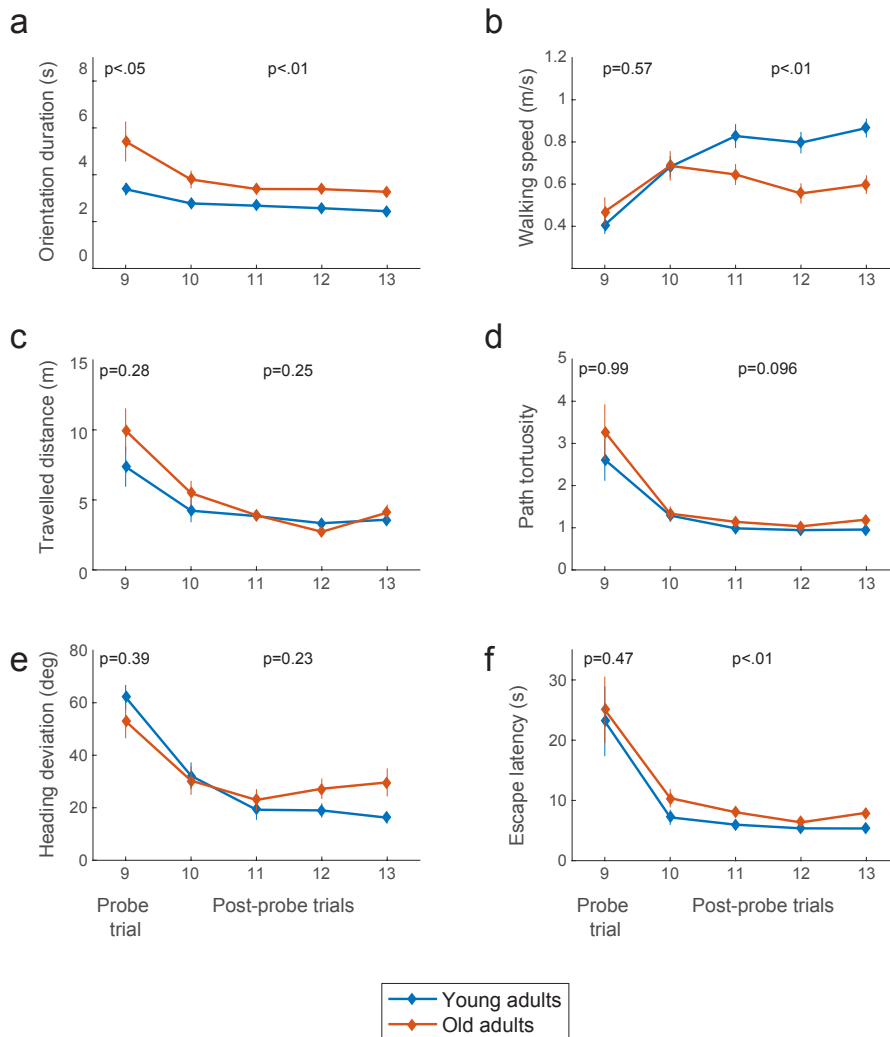 a
Orientation duration (s)
8
6
4
2
0
p<.05
p<.01
9
10
11
12
13
b
Walking speed (m/s)
1.2
1
0.8
0.6
0.4
p=0.57
p<.01
9
10
11
12
13
c
Travelled distance (m)
15
10
5
0
p=0.28
p=0.25
9
10
11
12
13
d
Path tortuosity
5
4
3
2
1
0
p=0.99
p=0.096
9
10
11
12
13
e
Heading deviation (deg)
80
60
40
20
0
p=0.39
p=0.23
9
10
11
12
13
Probe
trial
Post-probe trials
f
Escape latency (s)
30
20
10
0
p=0.47
p<.01
9
10
11
12
13
Probe
trial
Post-probe trials
Young adults
Old adults